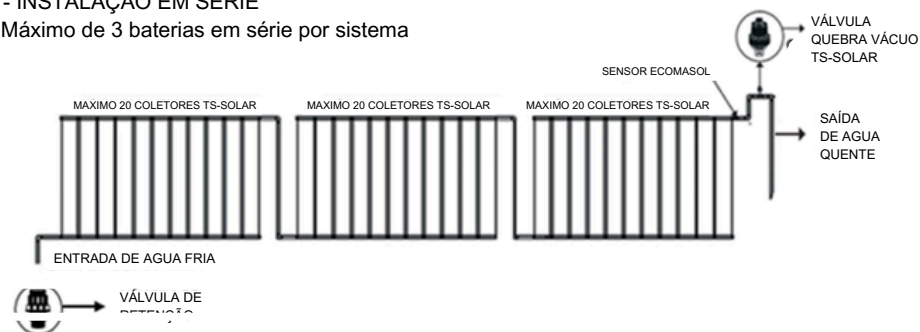 - INSTALAÇÃO EM SÉRIE
Máximo de 3 baterias em série por sistema
VÁLVULA
QUEBRA VÁCUO
TS-SOLAR
SENSOR ECOMASOL
MAXIMO 20 COLETORES TS-SOLAR
MAXIMO 20 COLETORES TS-SOLAR
MAXIMO 20 COLETORES TS-SOLAR
SAÍDA
DE AGUA
QUENTE
ENTRADA DE AGUA FRIA
VÁLVULA DE